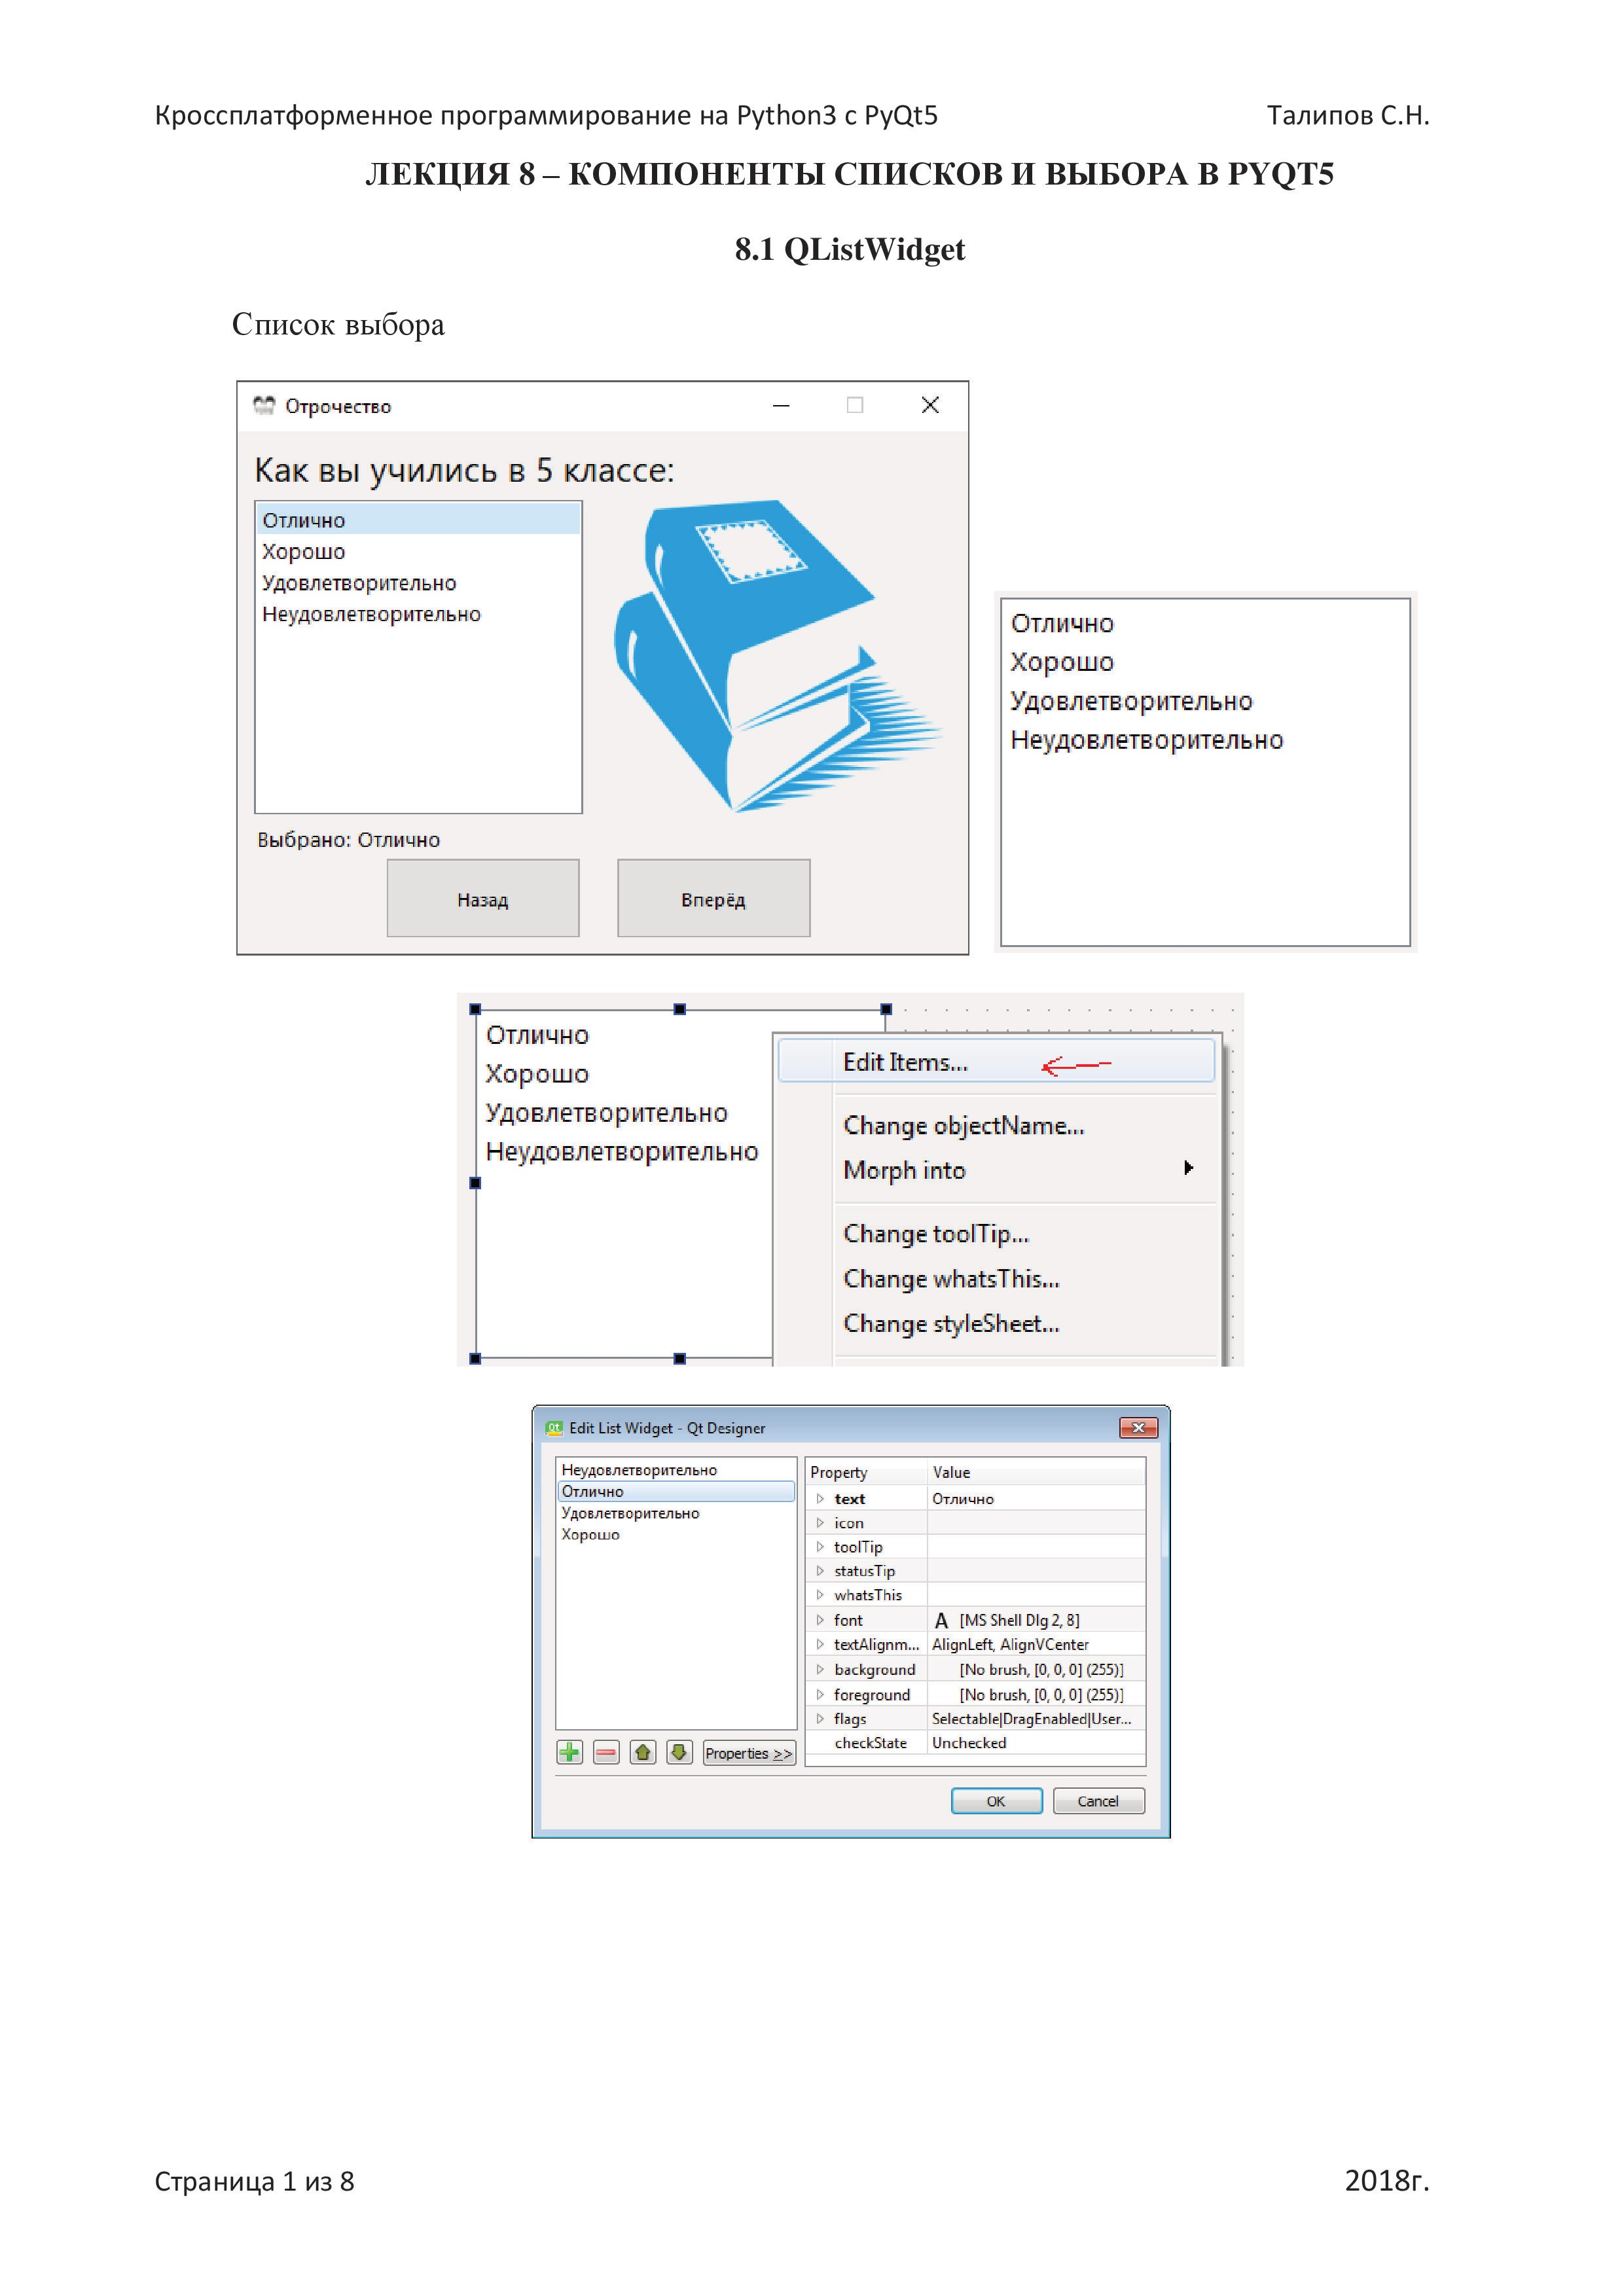 Кроссплатформенное программирование на Python3 с PyQt5 Талипов С.Н.
ЛЕКЦИЯ 8 – КОМПОНЕНТЫ СПИСКОВ И ВЫБОРА В PYQT5
8.1 QListWidget
Список выбора
Отрочество
Как вы учились в 5 классе:
Отлично
Хорошо
Удовлетворительно
Неудовлетворительно
Выбрано: Отлично
Назад Вперёд
Отлично
Хорошо
Удовлетворительно
Неудовлетворительно
Отлично
Хорошо
Удовлетворительно
Неудовлетворительно
Edit Items...
Change objectName...
Morph into
Change toolTip...
Change whatsThis...
Change styleSheet...
Edit List Widget - Qt Designer
Неудовлетворительно
Отлично
Удовлетворительно
Хорошо
Properties >>
Property Value
text Отлично
icon
toolTip
statusTip
whatsThis
font A [MS Shell Dlg 2, 8]
textAlignm... AlignLeft, AlignVCenter
background [No brush, [0, 0, 0] (255)]
foreground [No brush, [0, 0, 0] (255)]
flags Selectable|DragEnabled|User...
checkState Unchecked
OK Cancel
Страница 1 из 8 2018г.